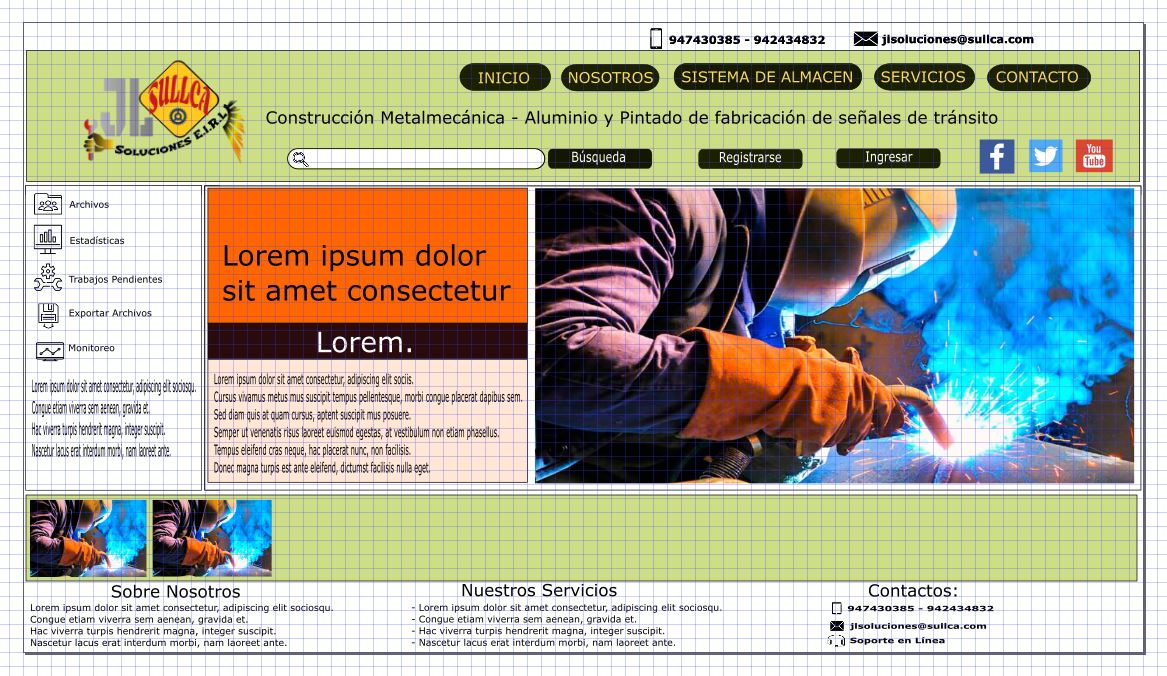 947430385 - 942434832
jlsoluciones@sullca.com
JL
SULLCA
SOLUCIONES E.I.R.L
INICIO
NOSOTROS
SISTEMA DE ALMACEN
SERVICIOS
CONTACTO
Construcción Metalmecánica - Aluminio y Pintado de fabricación de señales de tránsito
Búsqueda
Registrarse
Ingresar
You
Tube
Archivos
Estadísticas
Trabajos Pendientes
Exportar Archivos
Monitoreo
Lorem ipsum dolor sit amet consectetur, adipiscing elit sociosqu.
Congue etiam viverra sem aenean, gravida et.
Hac viverra turpis hendrerit magna, integer suscipit.
Nascetur lacus erat interdum morbi, nam laoreet ante.
Lorem ipsum dolor
sit amet consectetur
Lorem.
Lorem ipsum dolor sit amet consectetur, adipiscing elit sociis.
Cursus vivamus metus mus suscipit tempus pellentesque, morbi congue placerat dapibus sem.
Sed diam quis at quam cursus, aptent suscipit mus posuere.
Semper ut venenatis risus laoreet euismod egestas, at vestibulum non etiam phasellus.
Tempus eleifend cras neque, hac placerat nunc, non facilisis.
Donec magna turpis est ante eleifend, dictumst facilisis nulla eget.
Sobre Nosotros
Lorem ipsum dolor sit amet consectetur, adipiscing elit sociosqu.
Congue etiam viverra sem aenean, gravida et.
Hac viverra turpis hendrerit magna, integer suscipit.
Nascetur lacus erat interdum morbi, nam laoreet ante.
Nuestros Servicios
- Lorem ipsum dolor sit amet consectetur, adipiscing elit sociosqu.
- Congue etiam viverra sem aenean, gravida et.
- Hac viverra turpis hendrerit magna, integer suscipit.
- Nascetur lacus erat interdum morbi, nam laoreet ante.
Contactos:
947430385 - 942434832
jlsoluciones@sullca.com
Soporte en Línea